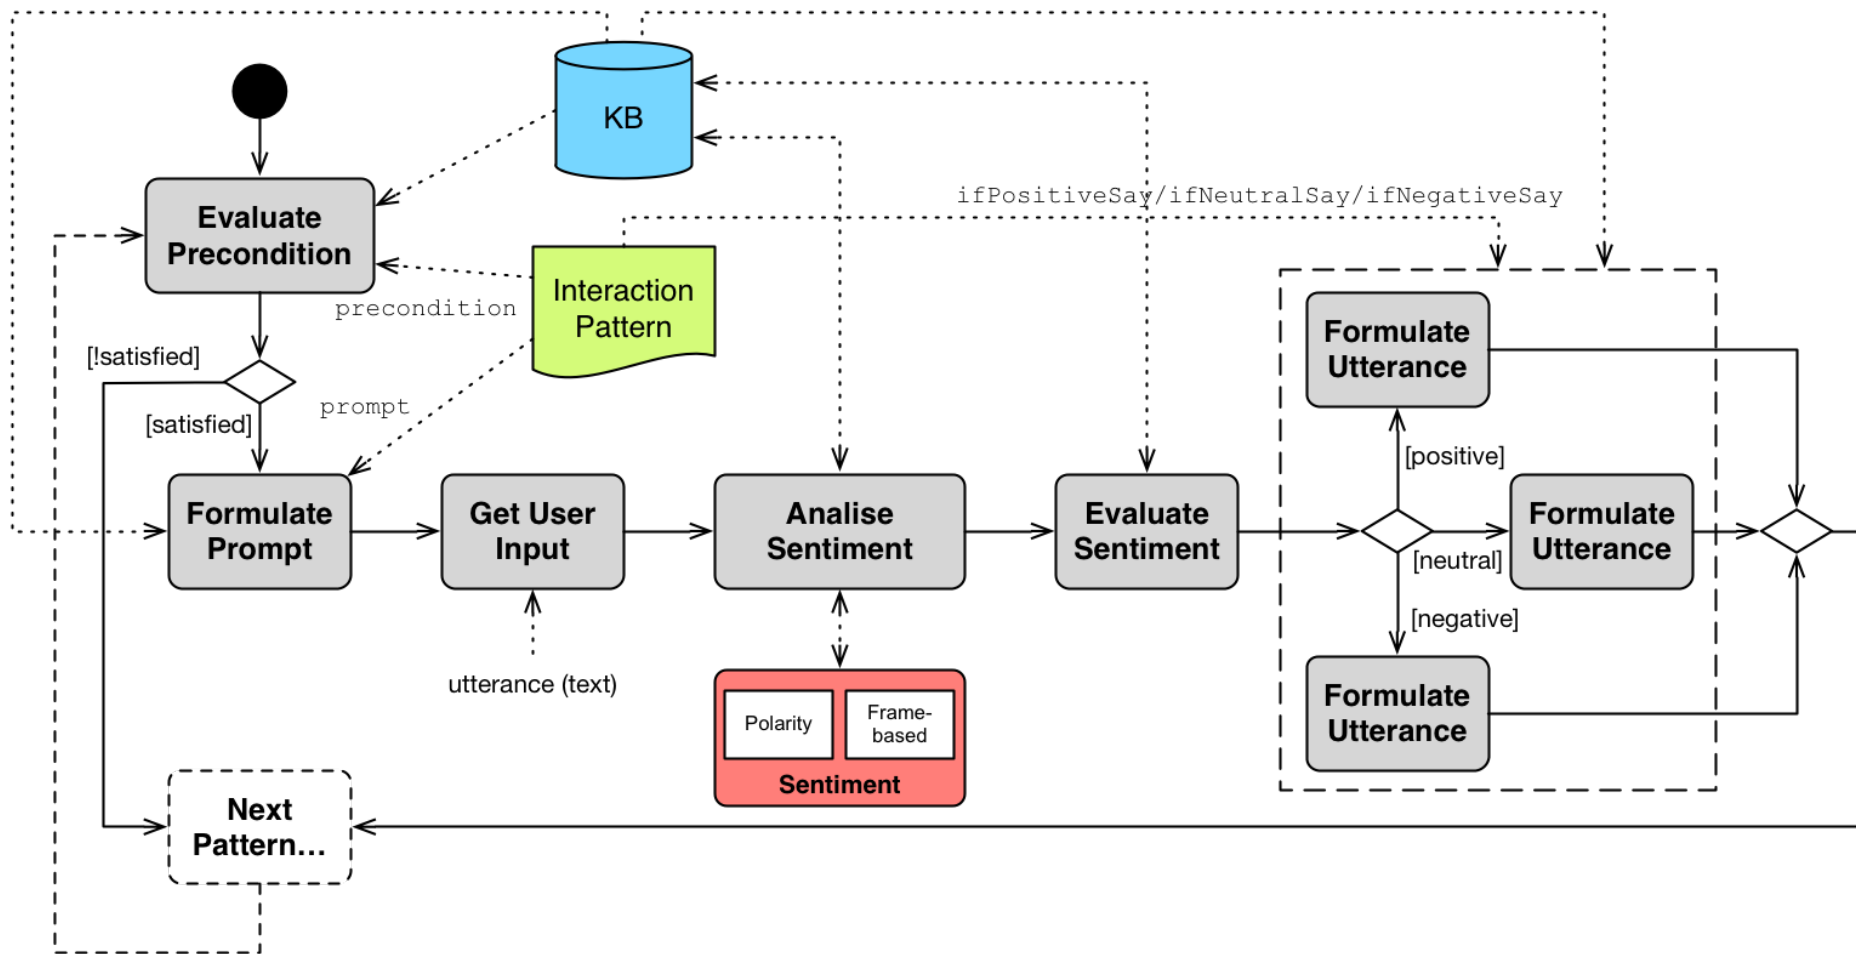 KB
ifPositiveSay/ifNeutralSay/ifNegativeSay
Evaluate
Precondition
Interaction
Pattern
precondition
[!satisfied]
prompt
[satisfied]
Formulate
Utterance
[positive]
Formulate
Prompt
Get User
Input
Analise
Sentiment
Evaluate
Sentiment
Formulate
Utterance
[neutral]
[negative]
utterance (text)
Polarity
Frame-
based
Sentiment
Formulate
Utterance
Next
Pattern...